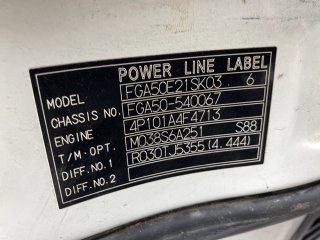 POWER LINE LABEL
MODEL FGA50E21SK03 6
CHASSIS NO. FGA50-540067
ENGINE 4P101A4F4713
T/M.OPT. M038S6A251 S88
DIFF.NO.1 R030TJ5355(4.444)
DIFF.NO.2